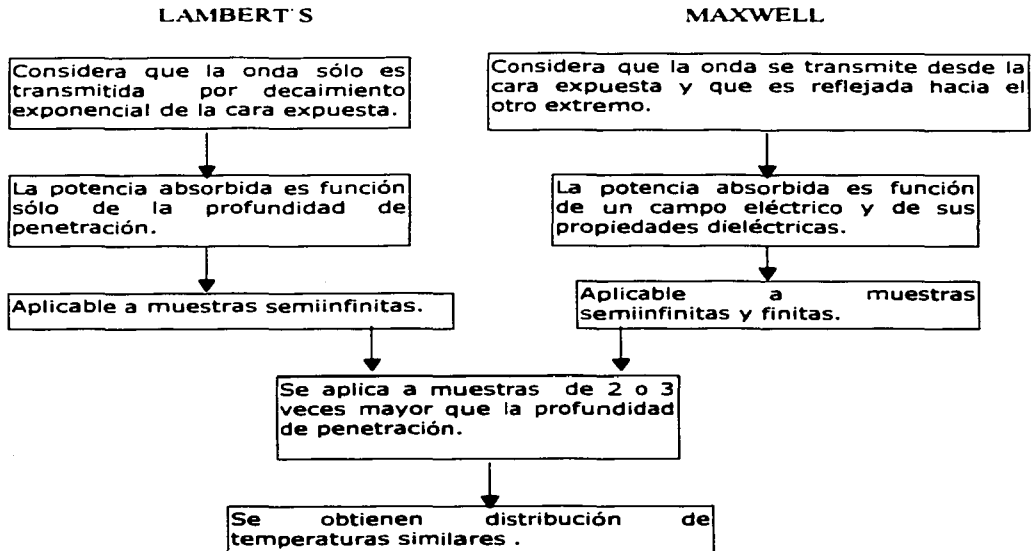 LAMBERT'S
MAXWELL
Considera que la onda sólo es
transmitida por decaimiento
exponencial de la cara expuesta.
Considera que la onda se transmite desde la
cara expuesta y que es reflejada hacia el
otro extremo.
La potencia absorbida es función
sólo de la profundidad de
penetración.
La potencia absorbida es función
de un campo eléctrico y de sus
propiedades dieléctricas.
Aplicable a muestras semiinfinitas.
Aplicable a muestras
semiinfinitas y finitas.
Se aplica a muestras de 2 o 3
veces mayor que la profundidad
de penetración.
Se obtienen distribución de
temperaturas similares .